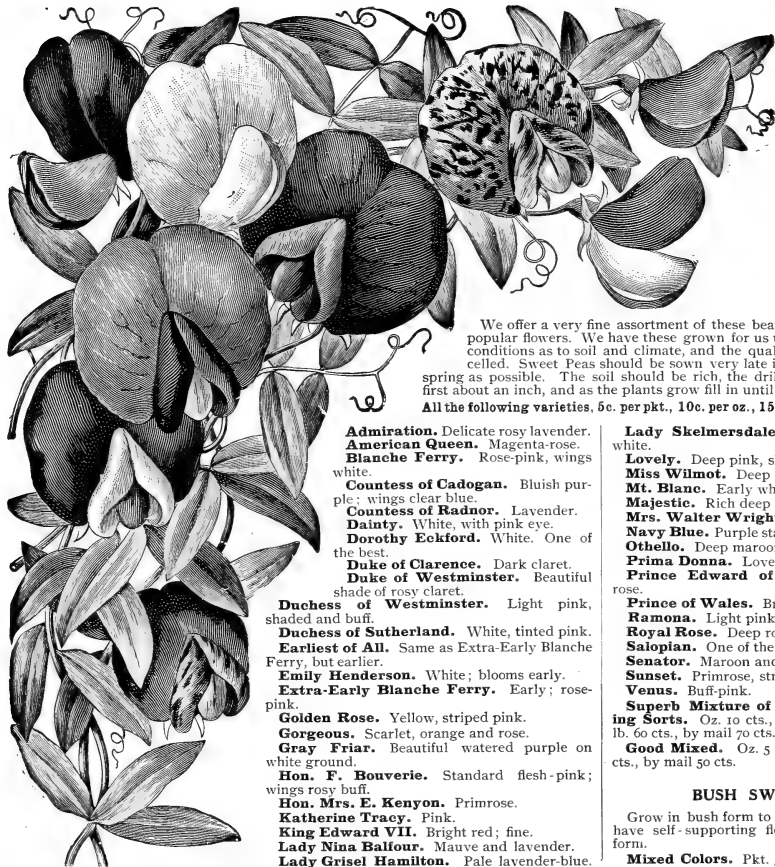 We offer a very fine assortment of these
popular flowers. We have these grown for us
conditions as to soil and climate, and the
celled. Sweet Peas should be sown very late
spring as possible. The soil should be rich, the
first about an inch, and as the plants grow fill in until
All the following varieties, 5c. per pkt., 10c. per oz., 15
Admiration. Delicate rosy lavender.
American Queen. Magenta-rose.
Blanche Ferry. Rose-pink, wings
white.
Countess of Cadogan. Bluish pur-
ple; wings clear blue.
Countess of Radnor. Lavender.
Dainty. White, with pink eye.
Dorothy Eckford. White. One of
the best.
Duke of Clarence. Dark claret.
Duke of Westminster. Beautiful
shade of rosy claret.
Duchess of Westminster. Light pink,
shaded and buff.
Duchess of Sutherland. White, tinted pink.
Earliest of All. Same as Extra-Early Blanche
Ferry, but earlier.
Emily Henderson. White; blooms early.
Extra-Early Blanche Ferry. Early; rose-
pink.
Golden Rose. Yellow, striped pink.
Gorgeous. Scarlet, orange and rose.
Gray Friar. Beautiful watered purple on
white ground.
Hon. F. Bouverie. Standard flesh-pink;
wings rosy buff.
Hon. Mrs. E. Kenyon. Primrose.
Katherine Tracy. Pink.
King Edward VII. Bright red; fine.
Lady Nina Balfour. Mauve and lavender.
Lady Grisel Hamilton. Pale lavender-blue.
Lady Skelmersdale
white.
Lovely. Deep pink,
Miss Wilmot. Deep
Mt. Blanc. Early
Majestic. Rich deep
Mrs. Walter
Navy Blue. Purple
Othello. Deep
Prima Donna.
Prince Edward of
rose.
Prince of Wales.
Ramona. Light pink
Royal Rose. Deep
Salopian. One of the
Senator. Maroon and
Sunset. Primrose,
Venus. Buff-pink.
Superb Mixture of
ing Sorts. Oz. 10 cts.,
lb. 60 cts., by mail 70 cts.
Good Mixed. Oz. 5
cts., by mail 50 cts.
BUSH
Grow in bush form to
have self-supporting
form.
Mixed Colors. Pkt.